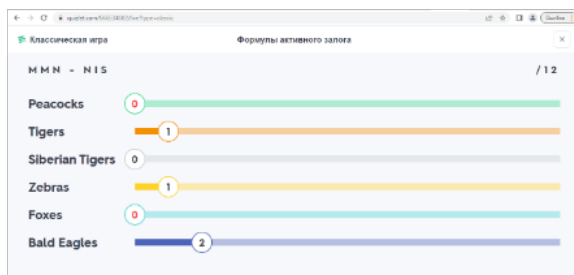 Классическая игра
Формулы активного залога
MMN - NIS
/12
Peacocks 0
Tigers 1
Siberian Tigers 0
Zebras 1
Foxes 0
Bald Eagles 2